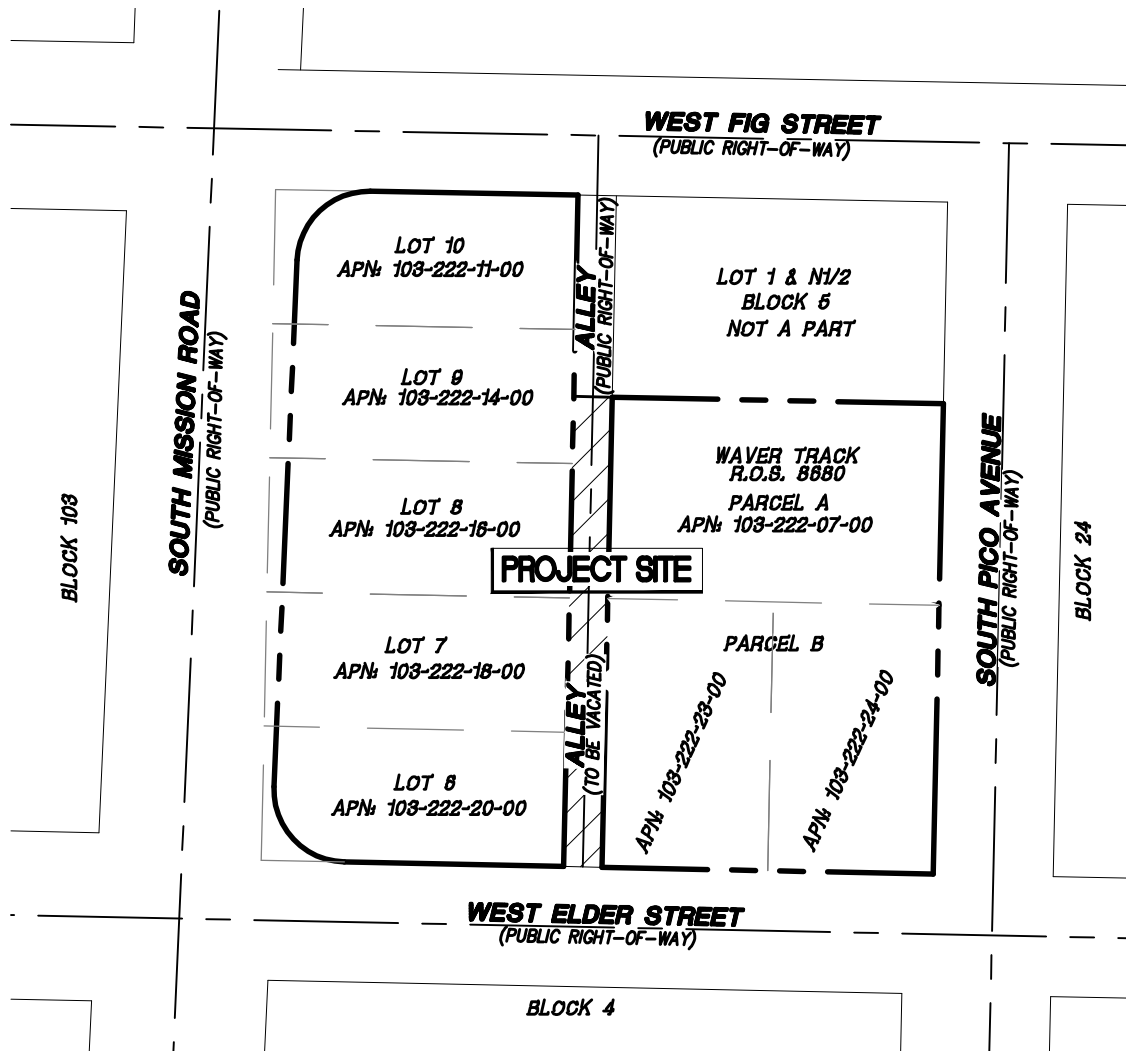 WEST FIG STREET
(PUBLIC RIGHT-OF-WAY)
LOT 10
APN: 103-222-11-00
ALLEY
(PUBLIC RIGHT-OF-WAY)
LOT 1 & N1/2
BLOCK 5
NOT A PART
SOUTH MISSION ROAD
(PUBLIC RIGHT-OF-WAY)
LOT 9
APN: 103-222-14-00
WAVER TRACK
R.O.S. 8680
PARCEL A
APN: 103-222-07-00
SOUTH PICO AVENUE
(PUBLIC RIGHT-OF-WAY)
BLOCK 103
LOT 8
APN: 103-222-16-00
BLOCK 24
PROJECT SITE
LOT 7
APN: 103-222-18-00
ALLEY
(TO BE VACATED)
PARCEL B
APN: 103-222-23-00
APN: 103-222-24-00
LOT 6
APN: 103-222-20-00
WEST ELDER STREET
(PUBLIC RIGHT-OF-WAY)
BLOCK 4